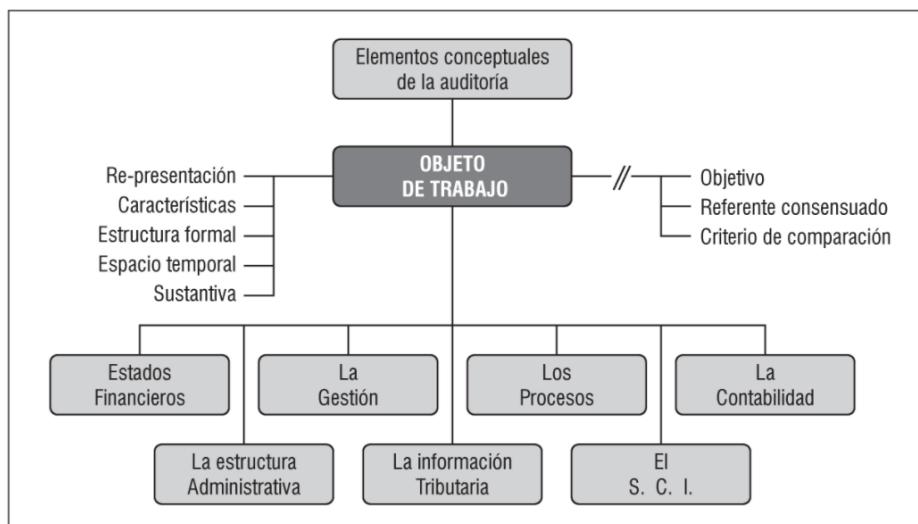 Elementos conceptuales
de la auditoría
OBJETO
DE TRABAJO
Re-presentación
Características
Estructura formal
Espacio temporal
Sustantiva
Objetivo
Referente consensuado
Criterio de comparación
Estados
Financieros
La
Gestión
Los
Procesos
La
Contabilidad
La estructura
Administrativa
La información
Tributaria
El
S. C. I.